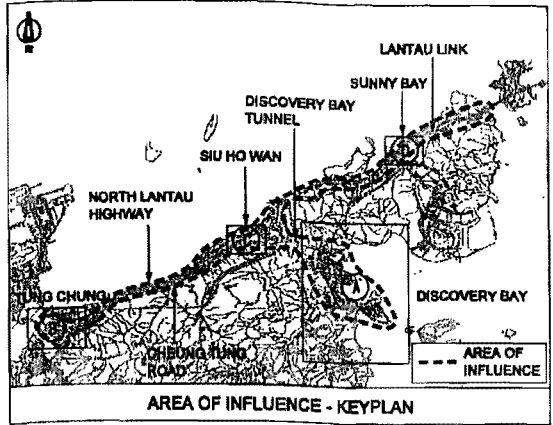 LANTAU LINK
SUNNY BAY
DISCOVERY BAY
TUNNEL
SIU HO WAN
NORTH LANTAU
HIGHWAY
TUNG CHUNG
A
DISCOVERY BAY
CHEUNG TUNG
ROAD
AREA OF
INFLUENCE
AREA OF INFLUENCE - KEYPLAN